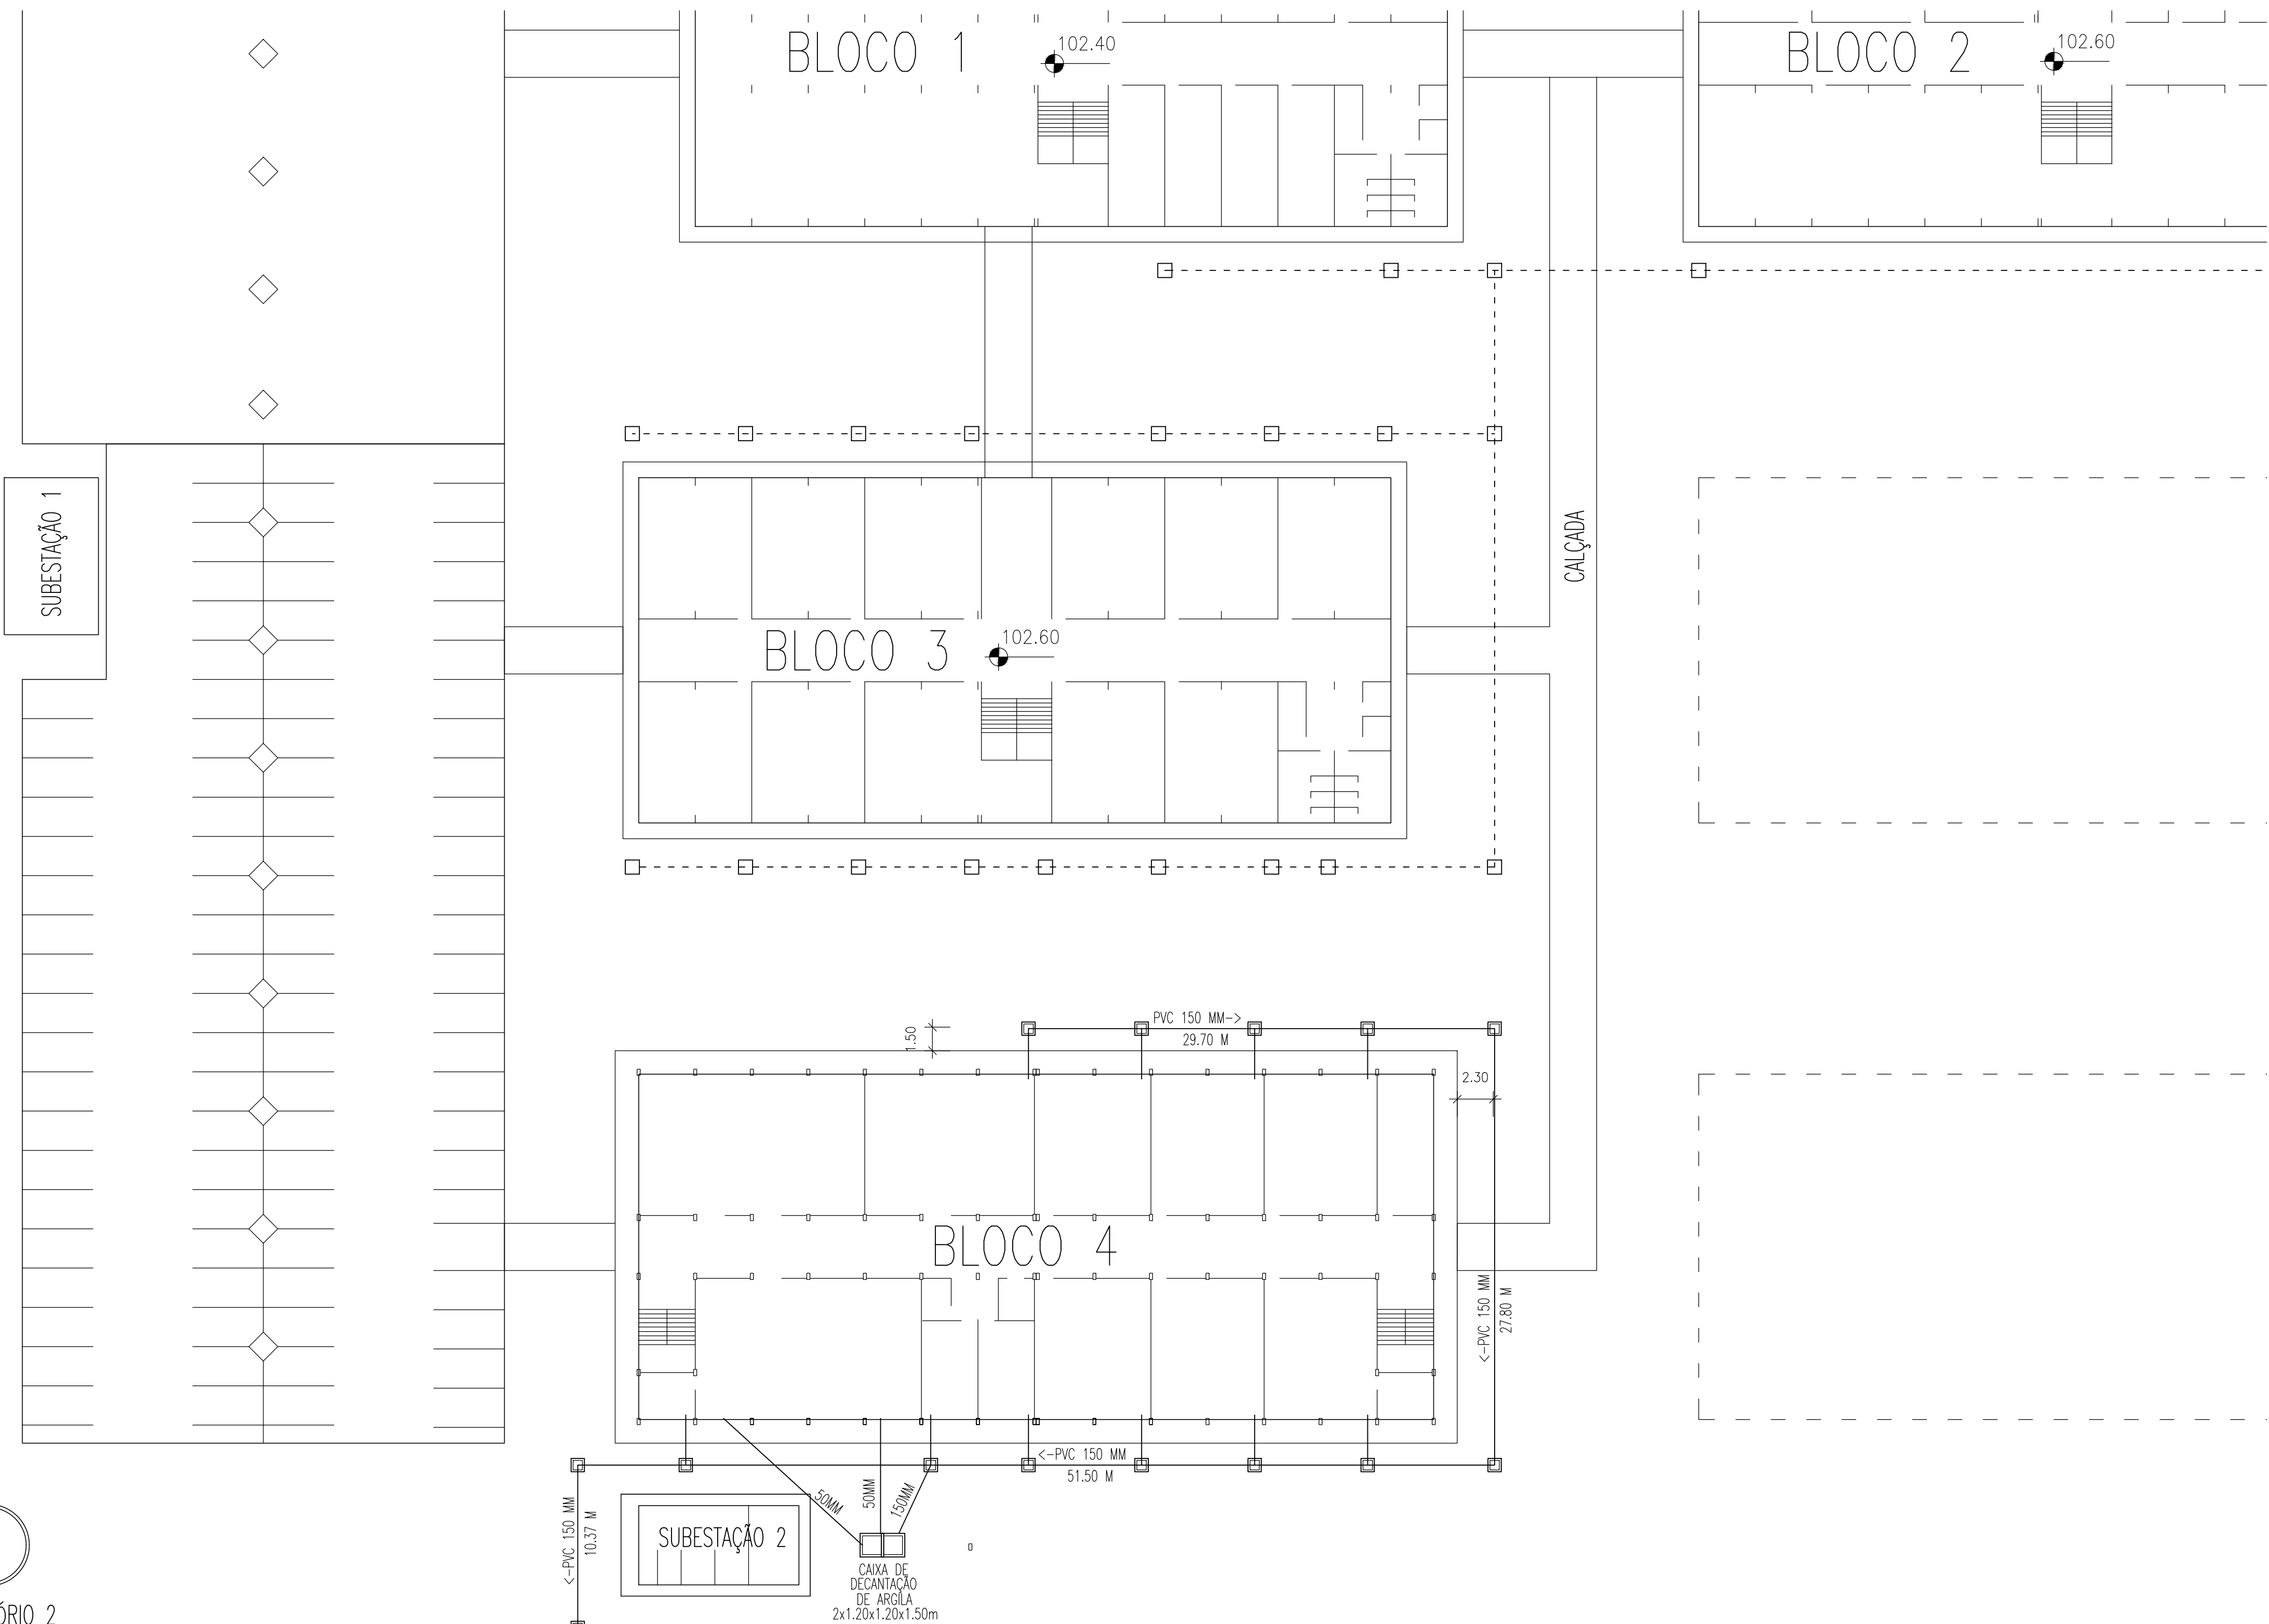 BLOCO 1
102.40
BLOCO 2
102.60
SUBESTAÇÃO 1
CALÇADA
BLOCO 3
102.60
PVC 150 MM->
29.70 M
1.50
2.30
BLOCO 4
<-PVC 150 MM
27.80 M
<-PVC 150 MM
51.50 M
50MM
50MM
150MM
<-PVC 150 MM
10.37 M
SUBESTAÇÃO 2
CAIXA DE
DECANTAÇÃO
DE ARGILA
2x1.20x1.20x1.50m
ÓRIO 2